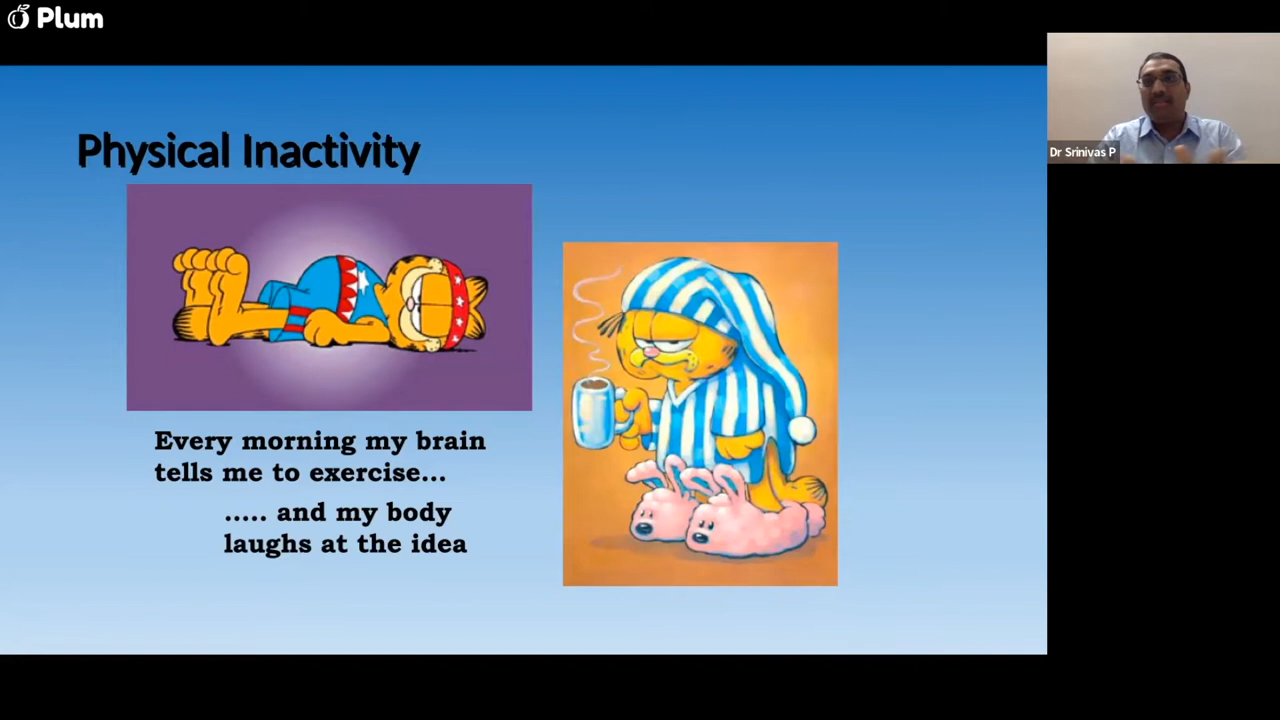 Plum
Dr Srinivas P
Physical Inactivity
Every morning my brain
tells me to exercise...
..... and my body
laughs at the idea